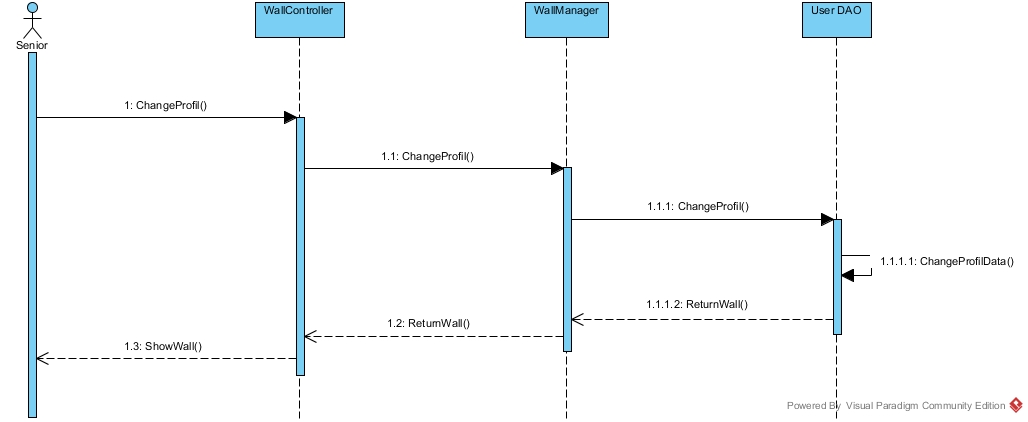 WallController
WallManager
User DAO
Senior
1: ChangeProfil()
1.1: ChangeProfil()
1.1.1: ChangeProfil()
1.1.1.1: ChangeProfilData()
1.1.1.2: ReturnWall()
1.2: ReturnWall()
1.3: ShowWall()
Powered By Visual Paradigm Community Edition